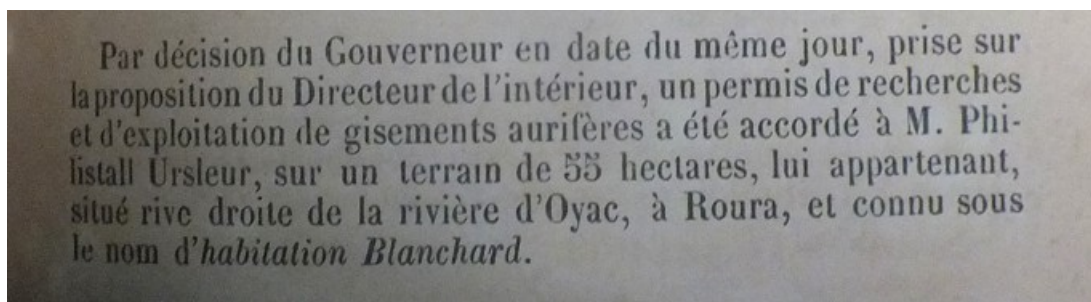 Par décision du Gouverneur en date du même jour, prise sur
la proposition du Directeur de l'intérieur, un permis de recherches
et d'exploitation de gisements aurifères a été accordé à M. Phi-
listall Ursleur, sur un terrain de 55 hectares, lui appartenant,
situé rive droite de la rivière d'Oyac, à Roura, et connu sous
le nom d'habitation Blanchard.